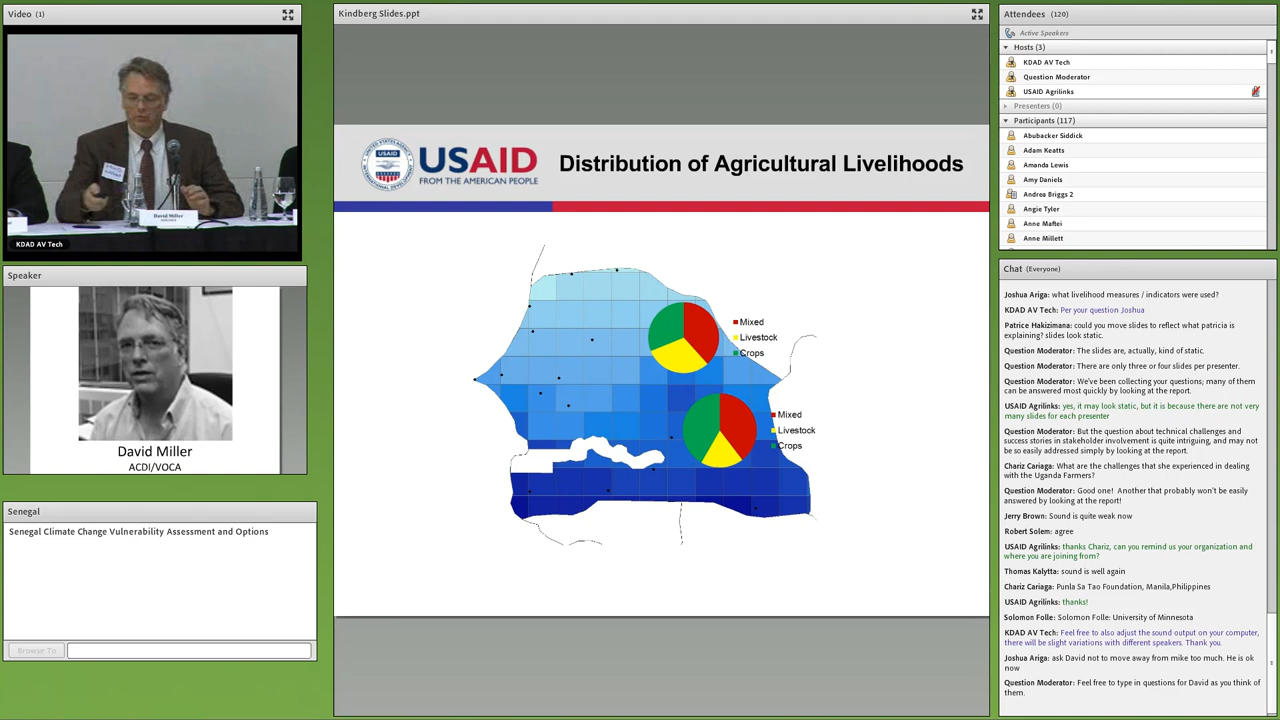 Video (1)
David Miller
KDAD AV Tech
Speaker
David Miller
ACDI/VOCA
Senegal
Senegal Climate Change Vulnerability Assessment and Options
Browse To
Kindberg Slides.ppt
USAID
FROM THE AMERICAN PEOPLE
Distribution of Agricultural Livelihoods
Mixed
Livestock
Crops
Mixed
Livestock
Crops
Attendees (120)
Active Speakers
Hosts (3)
KDAD AV Tech
Question Moderator
USAID Agrilinks
Presenters (0)
Participants (117)
Abubacker Siddick
Adam Keatts
Amanda Lewis
Amy Daniels
Andrea Briggs 2
Angie Tyler
Anne Maftei
Anne Millett
Chat (Everyone)
Joshua Ariga: what livelihood measures / indicators were used?
KDAD AV Tech: Per your question Joshua
Patrice Hakizimana: could you move slides to reflect what patricia is
explaining? slides look static.
Question Moderator: The slides are, actually, kind of static.
Question Moderator: There are only three or four slides per presenter.
Question Moderator: We've been collecting your questions; many of them
can be answered most quickly by looking at the report.
USAID Agrilinks: yes, it may look static, but it is because there are not very
many slides for each presenter
Question Moderator: But the question about technical challenges and
success stories in stakeholder involvement is quite intriguing, and may not
be so easily addressed simply by looking at the report.
Chariz Cariaga: What are the challenges that she experienced in dealing
with the Uganda Farmers?
Question Moderator: Good one! Another that probably won't be easily
answered by looking at the report!
Jerry Brown: Sound is quite weak now
Robert Solem: agree
USAID Agrilinks: thanks Chariz, can you remind us your organization and
where you are joining from?
Thomas Kalytta: sound is well again
Chariz Cariaga: Punla Sa Tao Foundation, Manila,Philippines
USAID Agrilinks: thanks!
Solomon Folle: Solomon Folle: University of Minnesota
KDAD AV Tech: Feel free to also adjust the sound output on your computer,
there will be slight variations with different speakers. Thank you.
Joshua Ariga: ask David not to move away from mike too much. He is ok
now
Question Moderator: Feel free to type in questions for David as you think of
them.